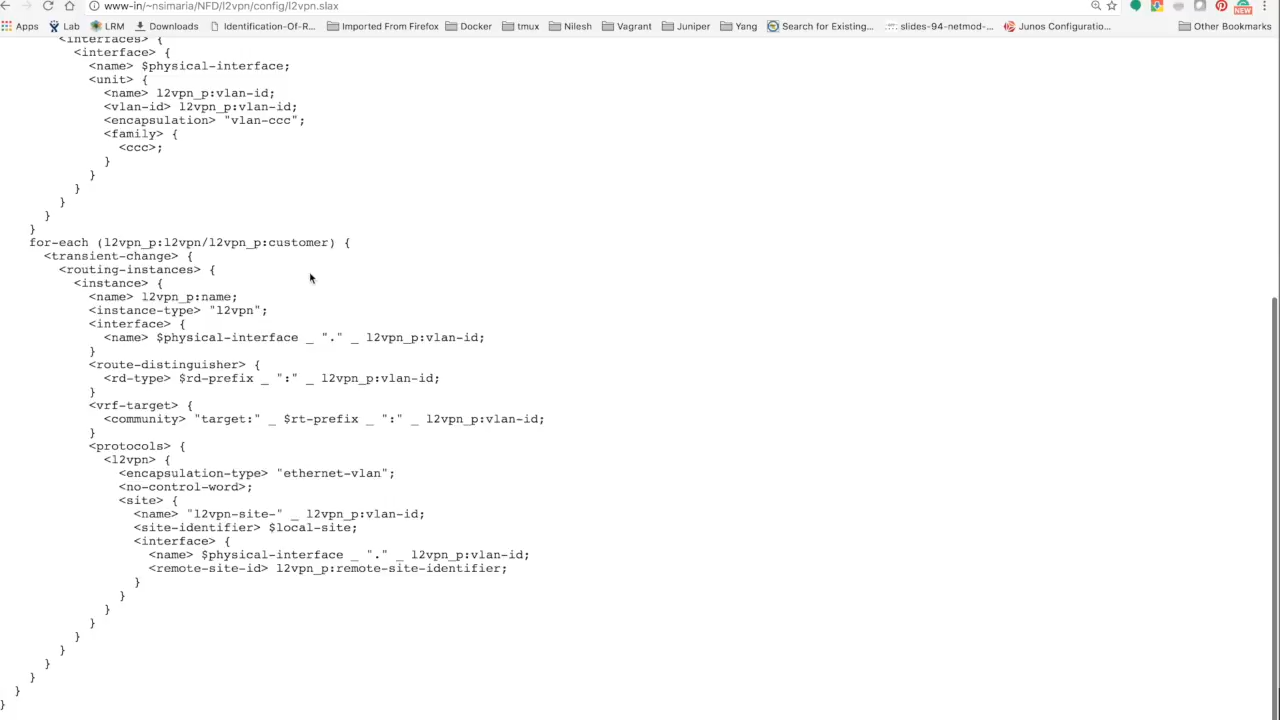 www-in/~nsimaria/NFD/l2vpn/config/l2vpn.slax
Apps Lab LRM Downloads Identification-Of-R... Imported From Firefox Docker tmux Nilesh Vagrant Juniper Yang Search for Existing... slides-94-netmod-... Junos Configuratio... Other Bookmarks
NEW
<interfaces> {
<interface> {
<name> $physical-interface;
<unit> {
<name> l2vpn_p:vlan-id;
<vlan-id> l2vpn_p:vlan-id;
<encapsulation> "vlan-ccc";
<family> {
<ccc>;
}
}
}
}
}
}
for-each (l2vpn_p:l2vpn/l2vpn_p:customer) {
<transient-change> {
<routing-instances> {
<instance> {
<name> l2vpn_p:name;
<instance-type> "l2vpn";
<interface> {
<name> $physical-interface _ "." _ l2vpn_p:vlan-id;
}
<route-distinguisher> {
<rd-type> $rd-prefix _ ":" _ l2vpn_p:vlan-id;
}
<vrf-target> {
<community> "target:" _ $rt-prefix _ ":" _ l2vpn_p:vlan-id;
}
<protocols> {
<l2vpn> {
<encapsulation-type> "ethernet-vlan";
<no-control-word>;
<site> {
<name> "l2vpn-site-" _ l2vpn_p:vlan-id;
<site-identifier> $local-site;
<interface> {
<name> $physical-interface _ "." _ l2vpn_p:vlan-id;
<remote-site-id> l2vpn_p:remote-site-identifier;
}
}
}
}
}
}
}
}
}
}